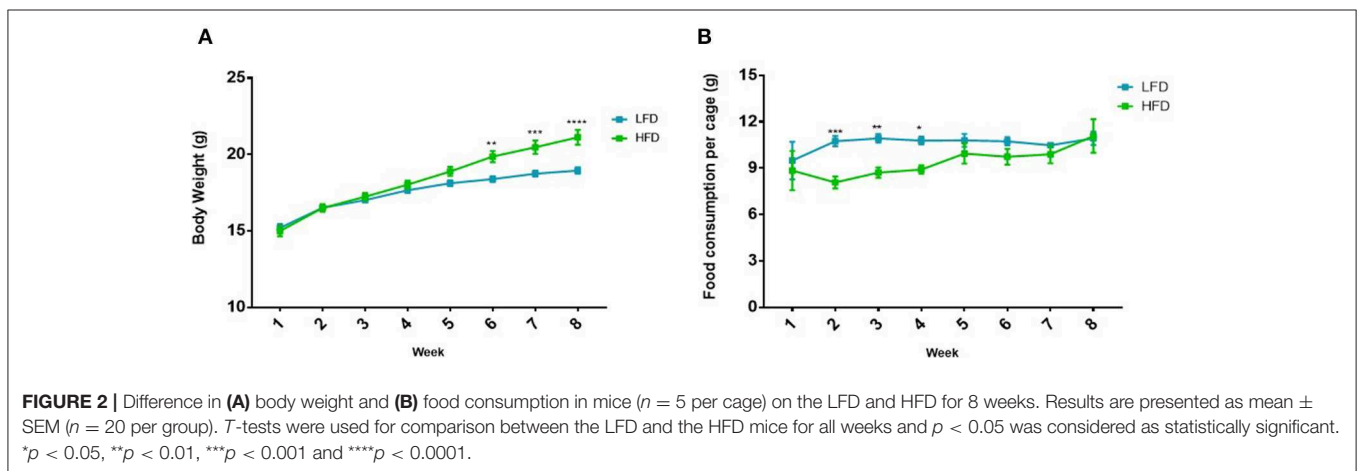 A
25
20
15
10
Body Weight (g)
** *** ****
1 2 3 4 5 6 7 8
Week
LFD
HFD
B
15
12
9
6
3
0
Food consumption per cage (g)
*** ** *
1 2 3 4 5 6 7 8
Week
LFD
HFD
FIGURE 2 | Difference in (A) body weight and (B) food consumption in mice (n = 5 per cage) on the LFD and HFD for 8 weeks. Results are presented as mean ±
SEM (n = 20 per group). T-tests were used for comparison between the LFD and the HFD mice for all weeks and p < 0.05 was considered as statistically significant.
*p < 0.05, **p < 0.01, ***p < 0.001 and ****p < 0.0001.